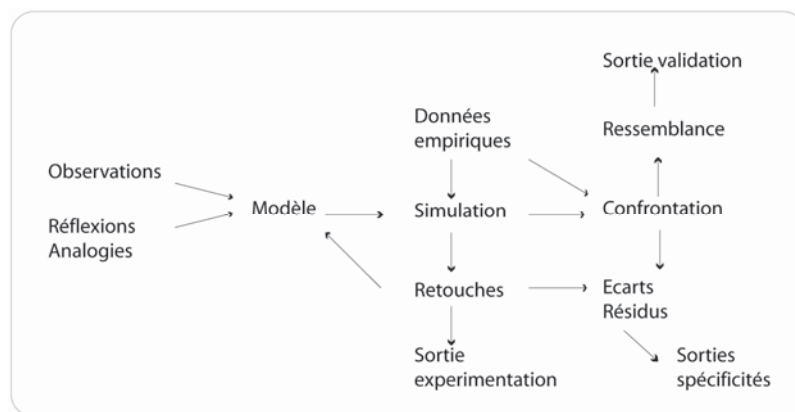 Sortie validation
Données
empiriques
Ressemblance
Observations
Modèle
Simulation
Confrontation
Réflexions
Analogies
Retouches
Ecarts
Résidus
Sortie
experimentation
Sorties
spécificités